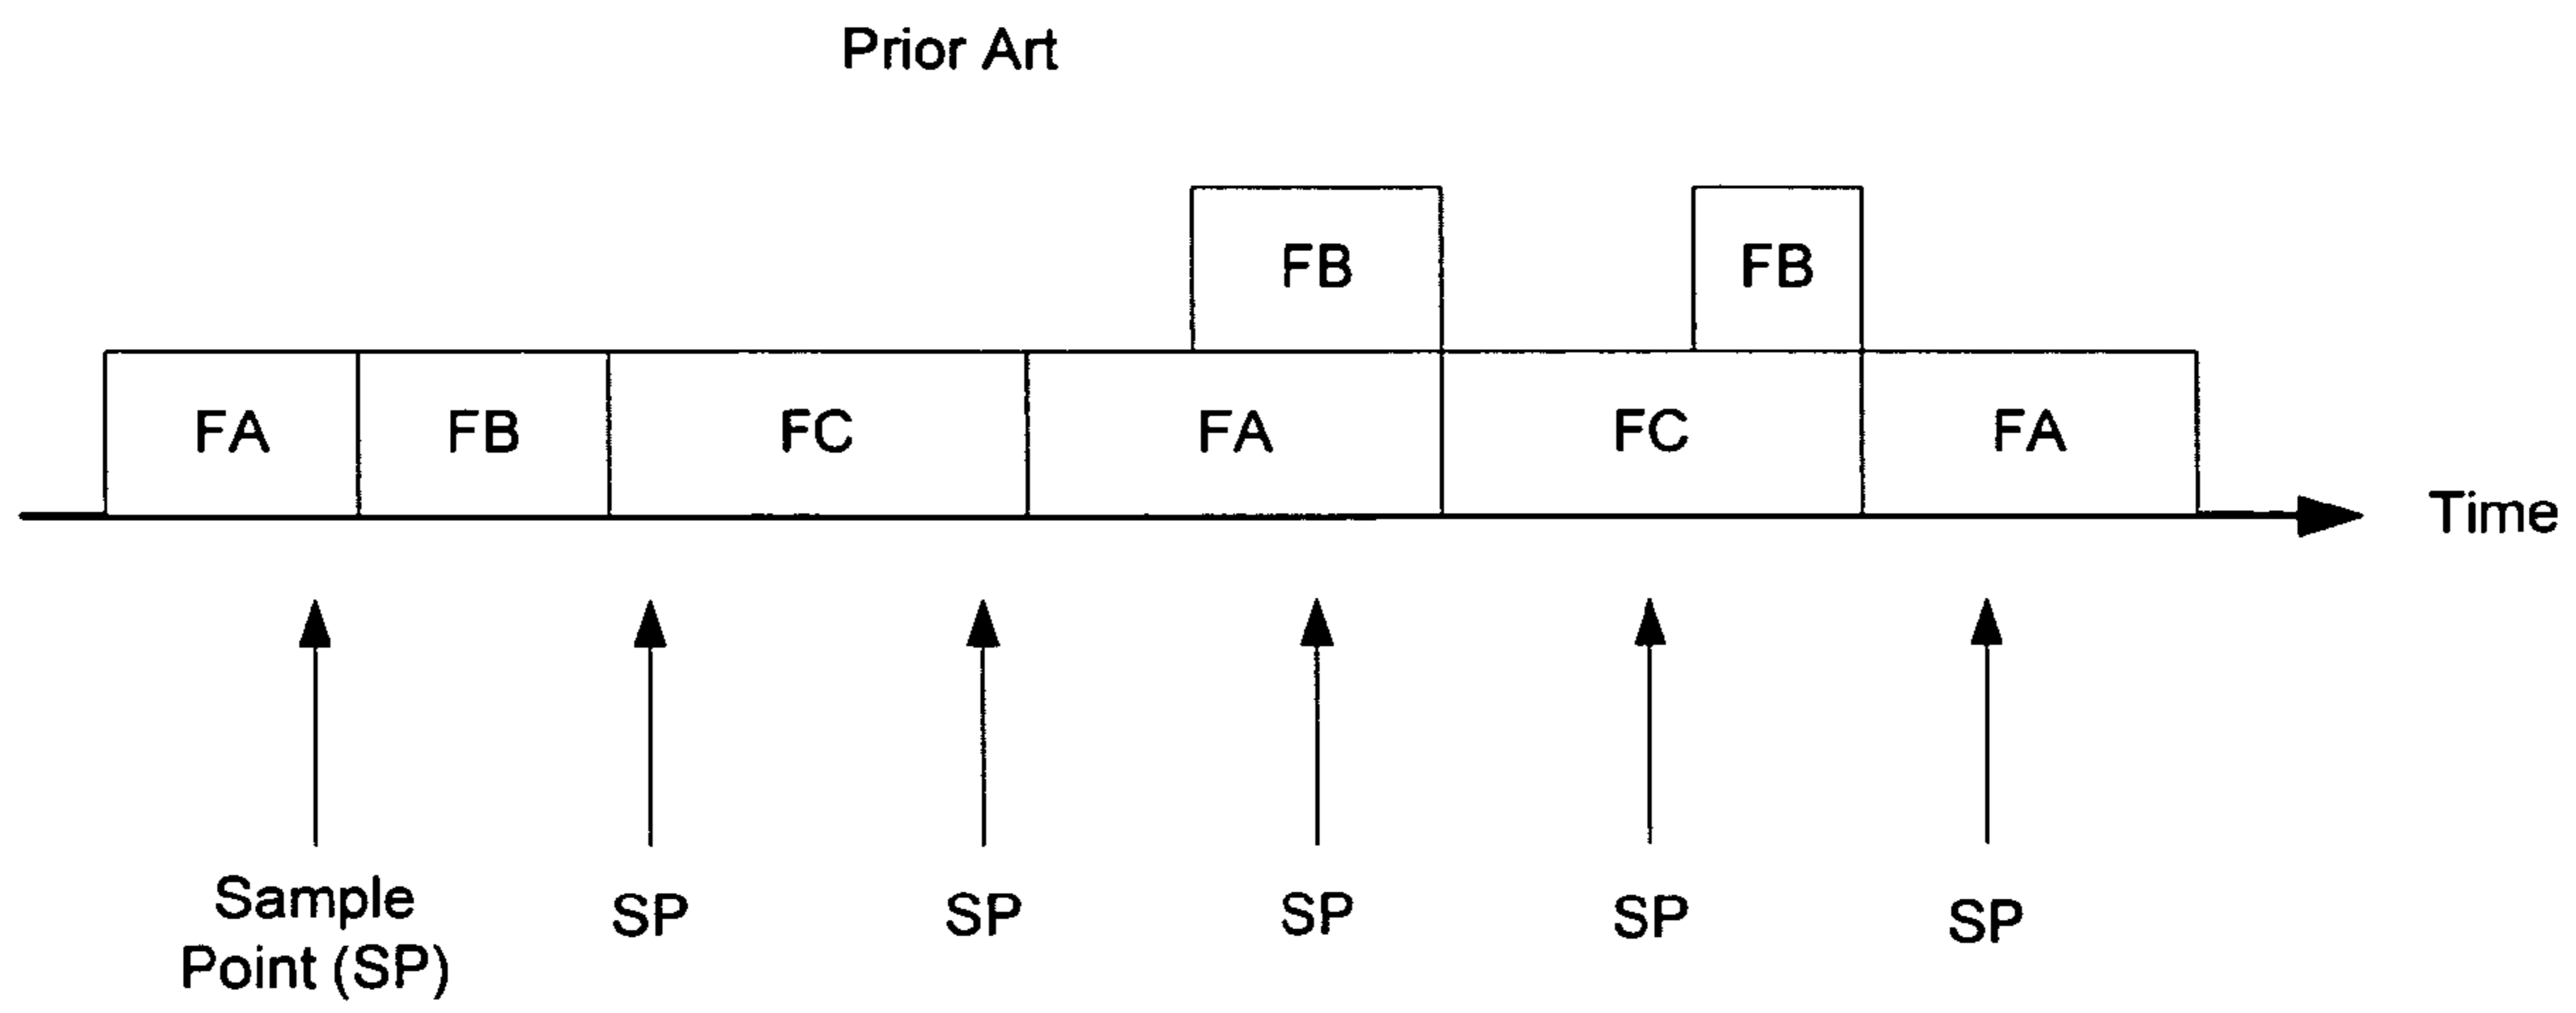 Prior Art
FB
FB
FA
FB
FC
FA
FC
FA
Time
Sample
Point (SP)
SP
SP
SP
SP
SP